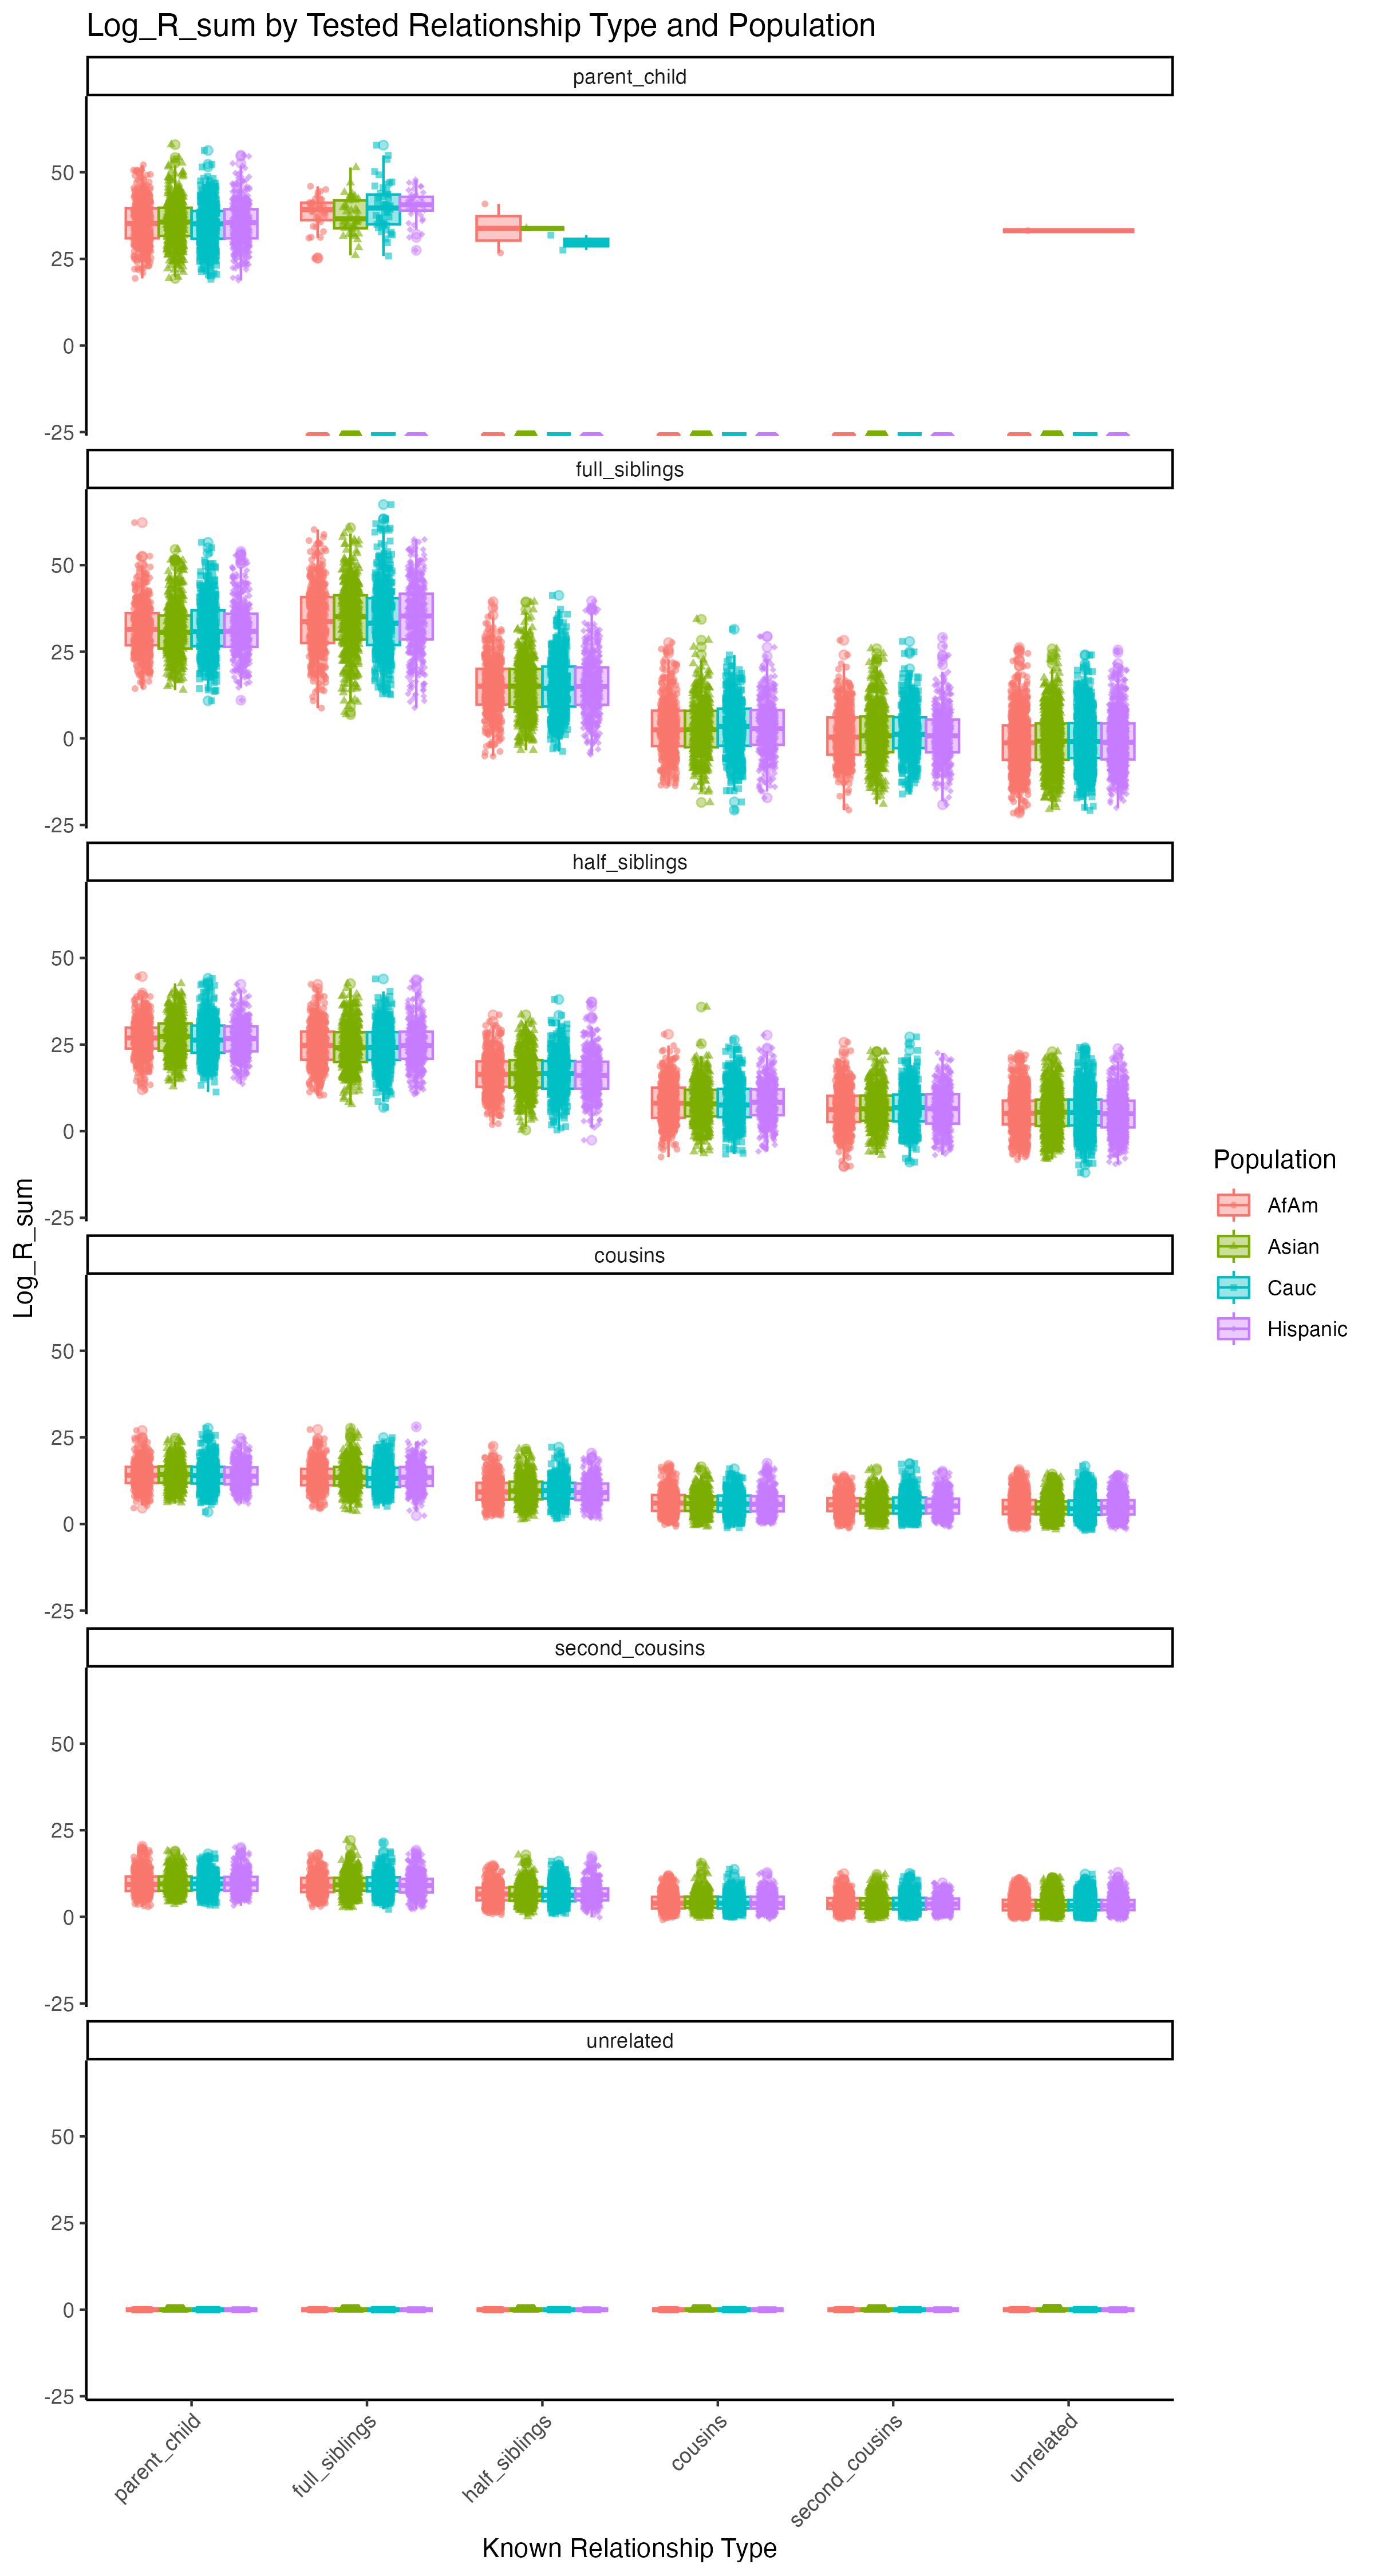 Log_R_sum by Tested Relationship Type and Population
parent_child
50
25
0
-25
full_siblings
50
25
0
-25
half_siblings
50
25
0
-25
cousins
50
25
0
-25
second_cousins
50
25
0
-25
unrelated
50
25
0
-25
parent_child
full_siblings
half_siblings
cousins
second_cousins
unrelated
Known Relationship Type
Log_R_sum
Population
AfAm
Asian
Cauc
Hispanic